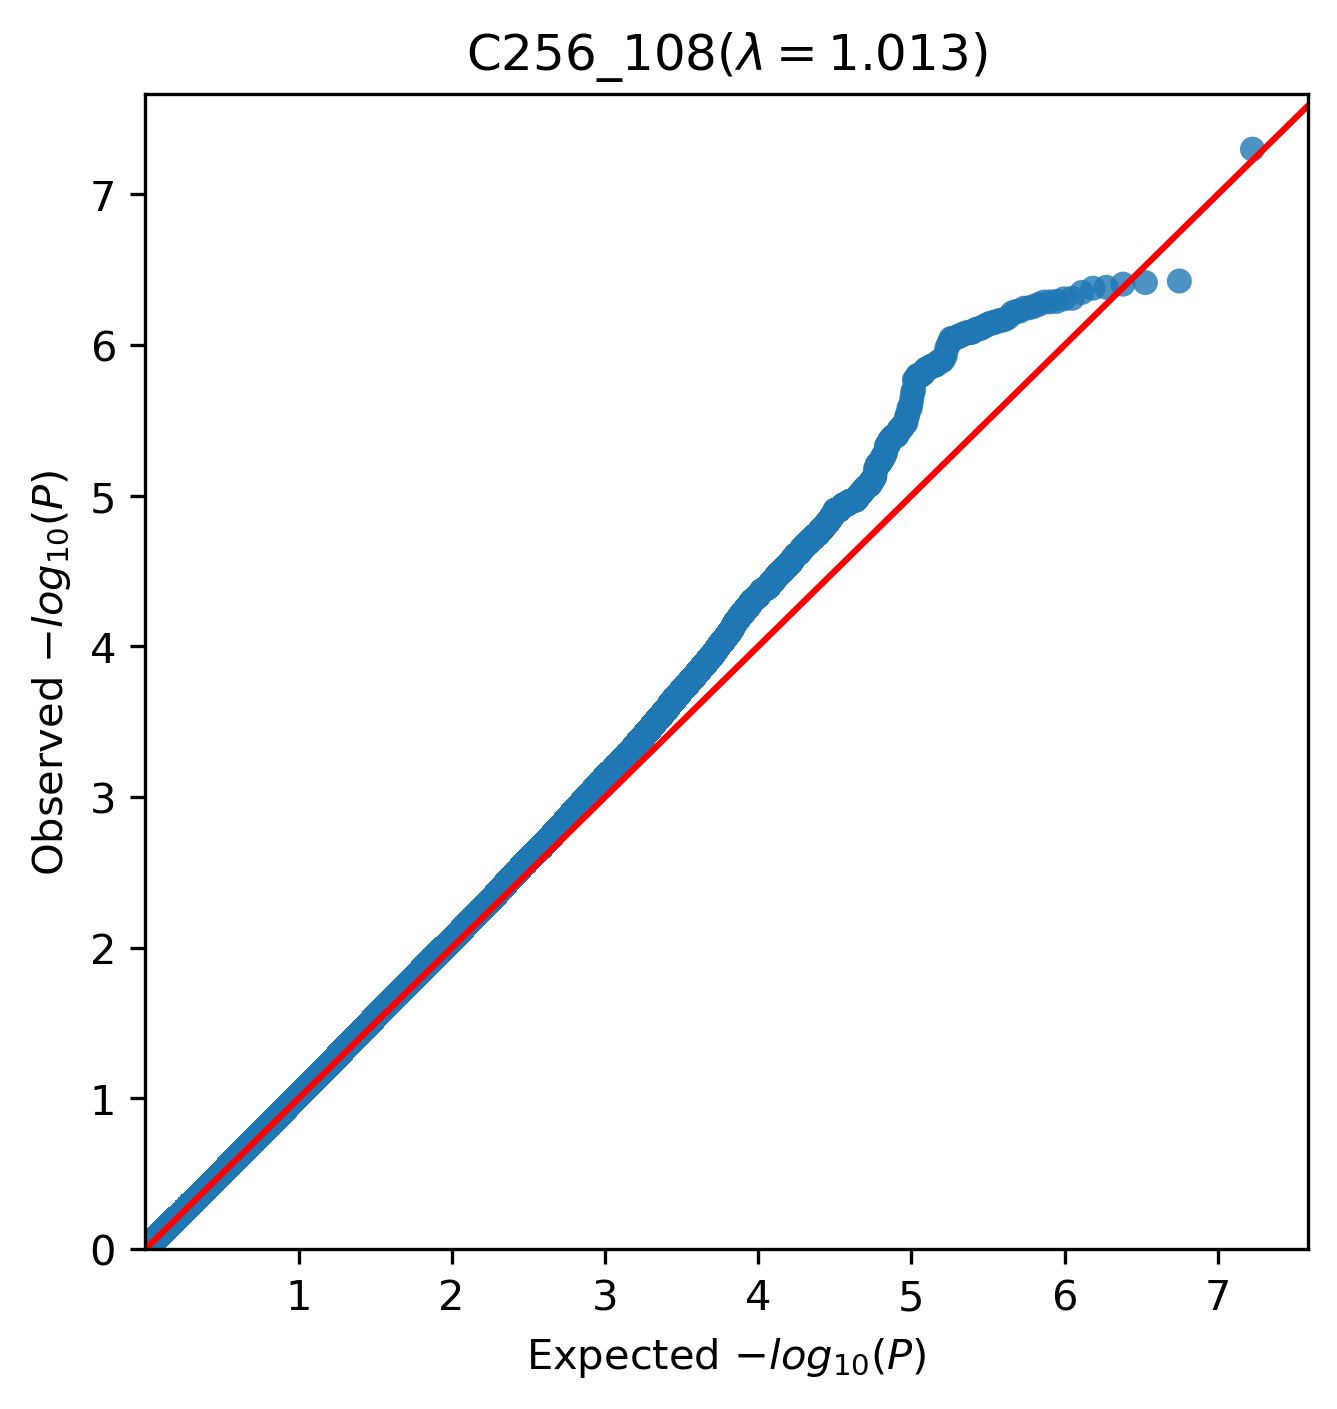 C256_108(λ = 1.013)
7
6
5
4
3
2
1
0
Observed −log10(P)
1 2 3 4 5 6 7
Expected −log10(P)